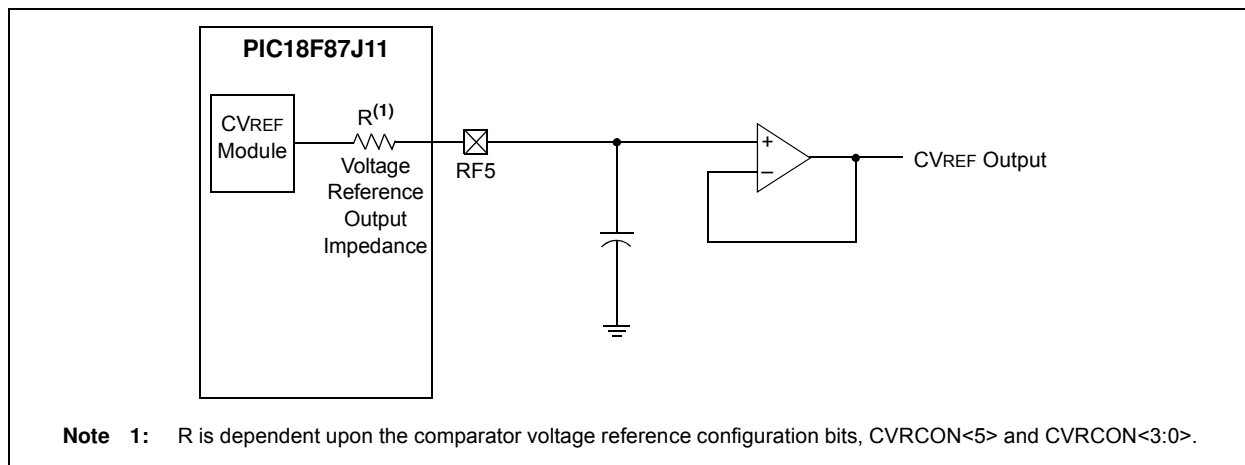 PIC18F87J11
CVREF
Module
R(1)
Voltage
Reference
Output
Impedance
RF5
+
–
CVREF Output
Note 1: R is dependent upon the comparator voltage reference configuration bits, CVRCON<5> and CVRCON<3:0>.